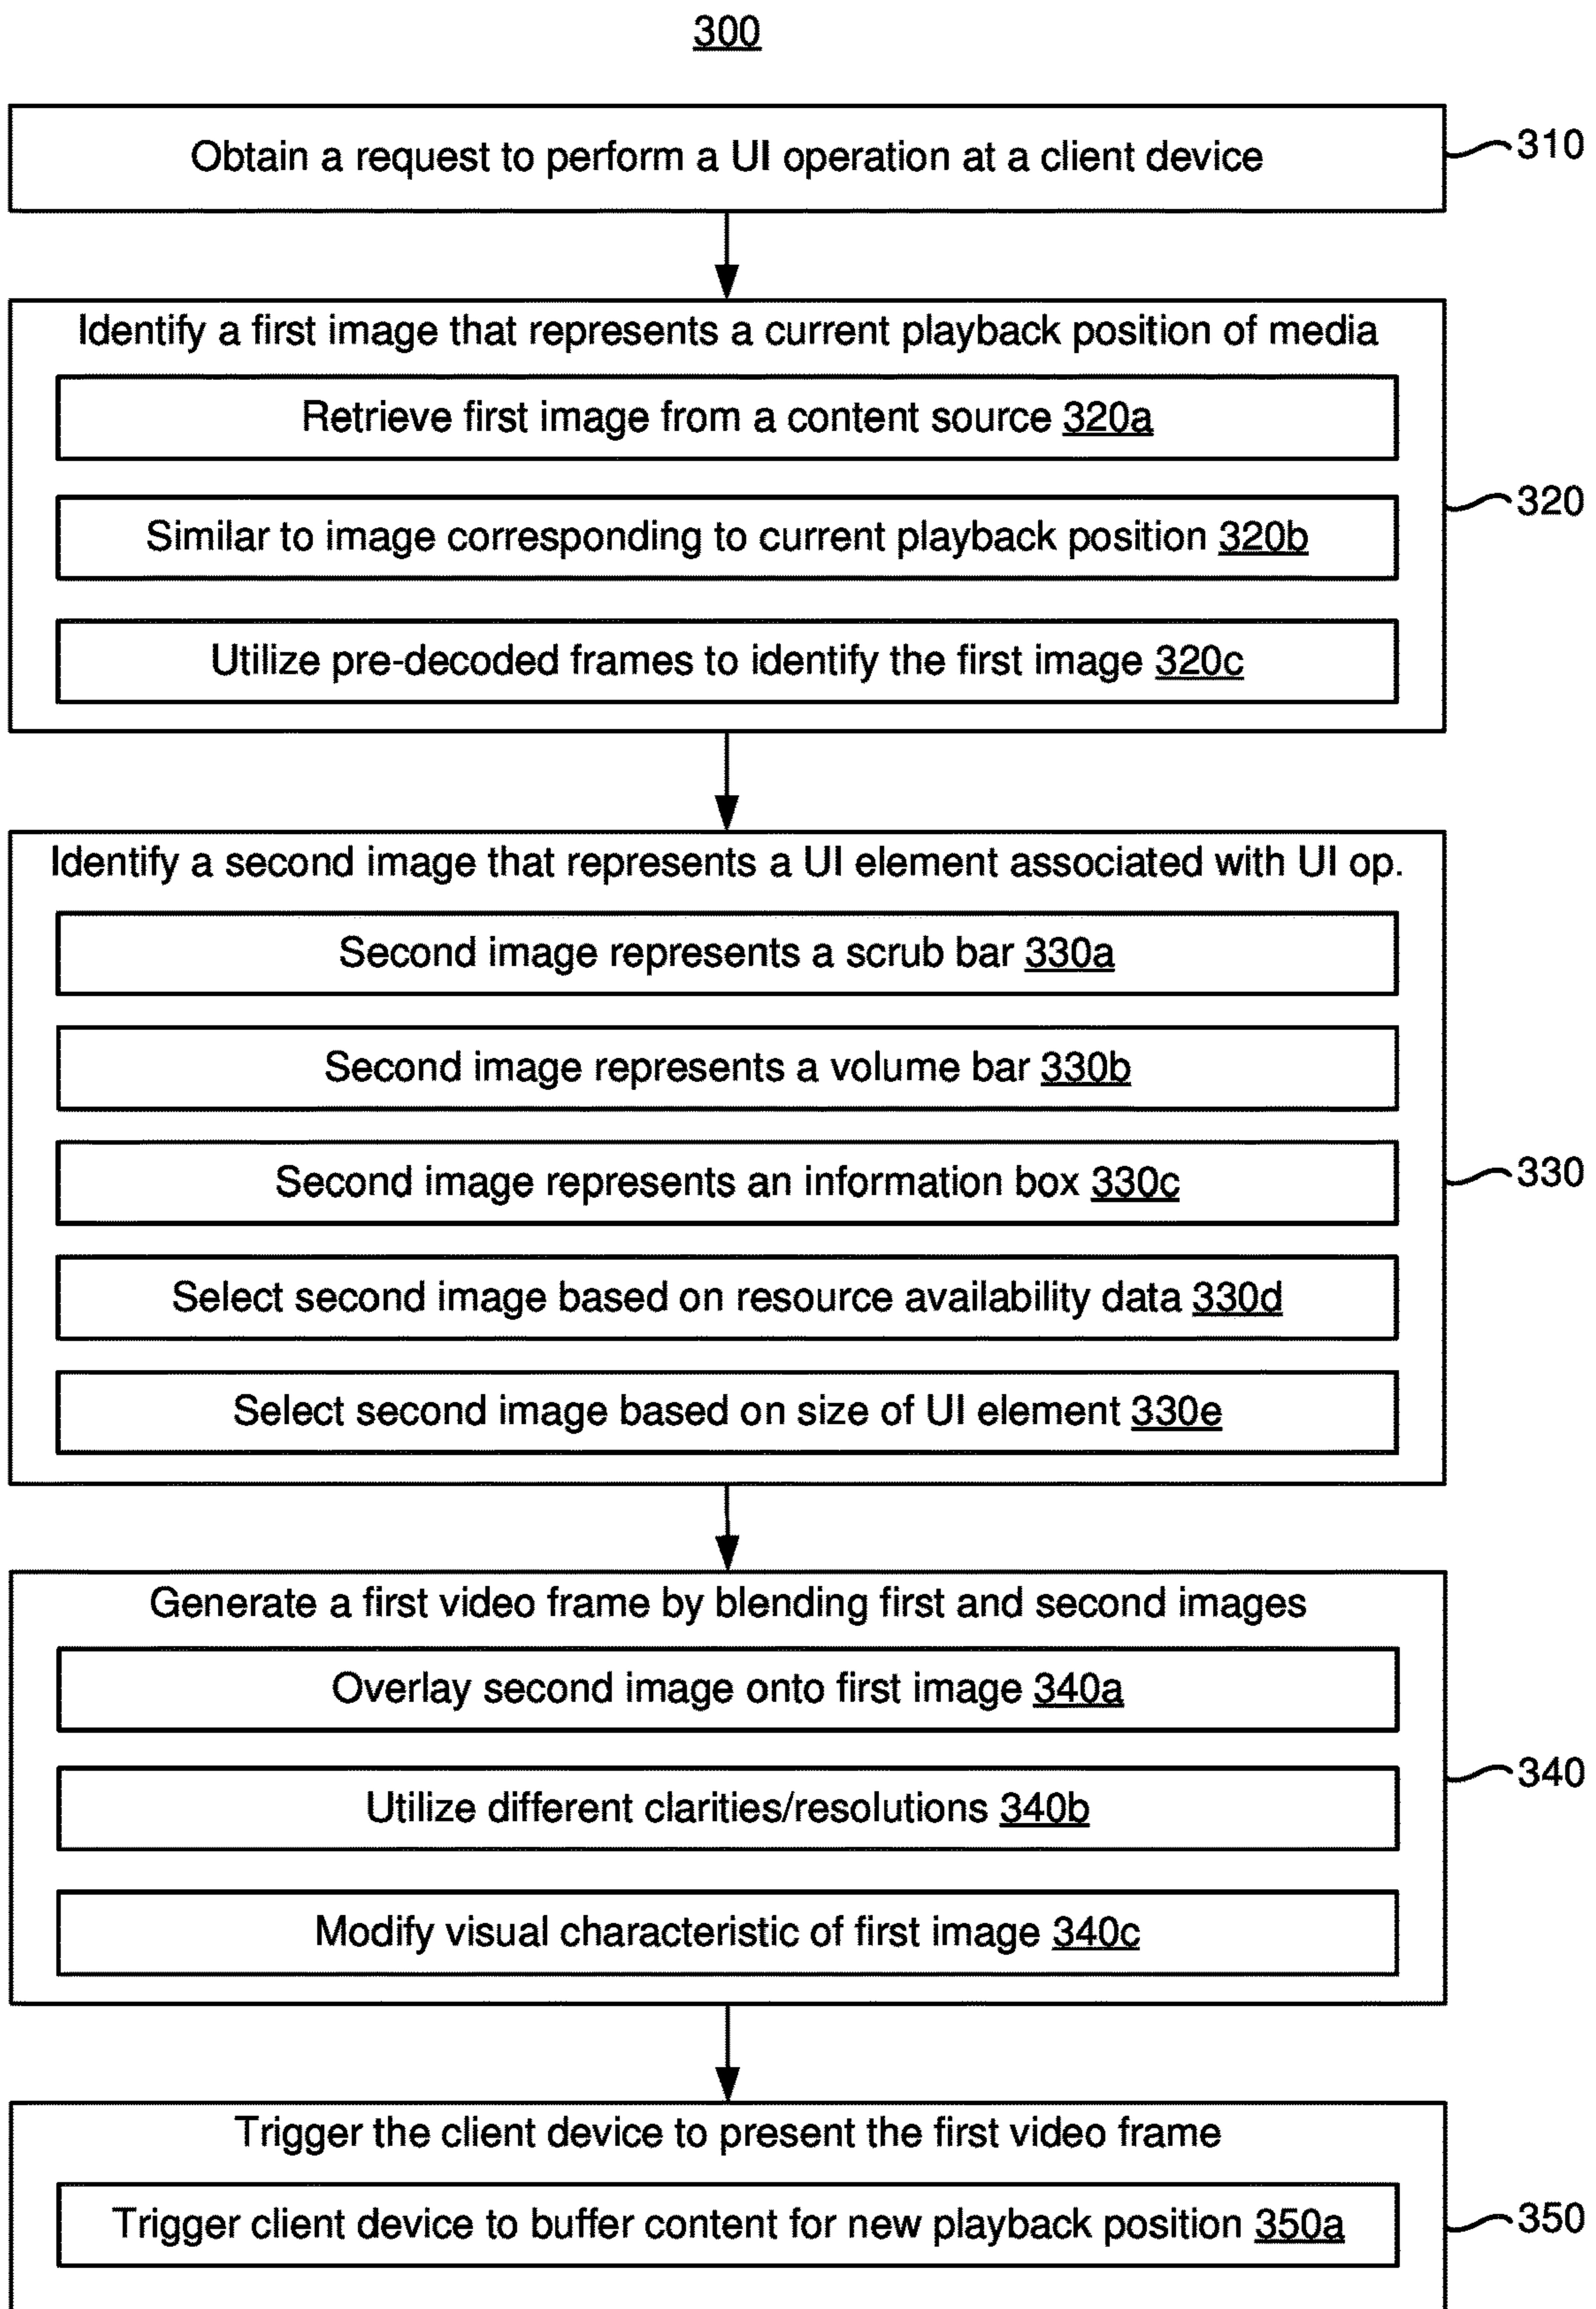 300
Obtain a request to perform a UI operation at a client device
310
Identify a first image that represents a current playback position of media
Retrieve first image from a content source 320a
Similar to image corresponding to current playback position 320b
320
Utilize pre-decoded frames to identify the first image 320c
Identify a second image that represents a UI element associated with UI op.
Second image represents a scrub bar 330a
Second image represents a volume bar 330b
Second image represents an information box 330c
330
Select second image based on resource availability data 330d
Select second image based on size of UI element 330e
Generate a first video frame by blending first and second images
Overlay second image onto first image 340a
Utilize different clarities/resolutions 340b
340
Modify visual characteristic of first image 340c
Trigger the client device to present the first video frame
Trigger client device to buffer content for new playback position 350a
350